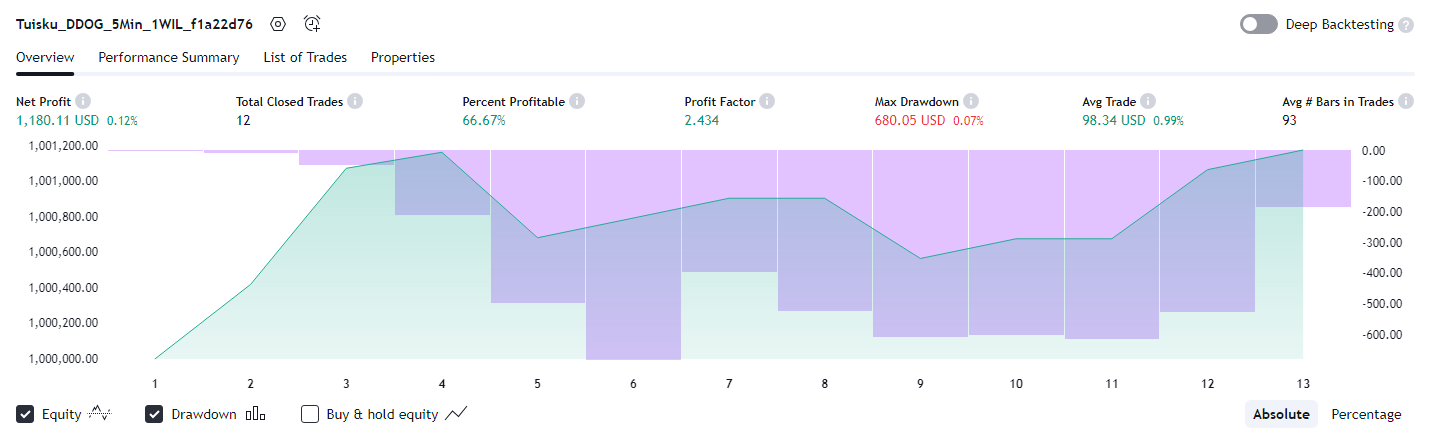 Tuisku_DDOG_5Min_1WIL_f1a22d76 Deep Backtesting ?
Overview Performance Summary List of Trades Properties
Net Profit i Total Closed Trades i Percent Profitable i Profit Factor i Max Drawdown i Avg Trade i Avg # Bars in Trades i
1,180.11 USD 0.12% 12 66.67% 2.434 680.05 USD 0.07% 98.34 USD 0.99% 93
1,001,200.00 0.00
1,001,000.00 -100.00
1,000,800.00 -200.00
1,000,600.00 -300.00
1,000,400.00 -400.00
1,000,200.00 -500.00
1,000,000.00 -600.00
1 2 3 4 5 6 7 8 9 10 11 12 13
Equity Drawdown Buy & hold equity Absolute Percentage